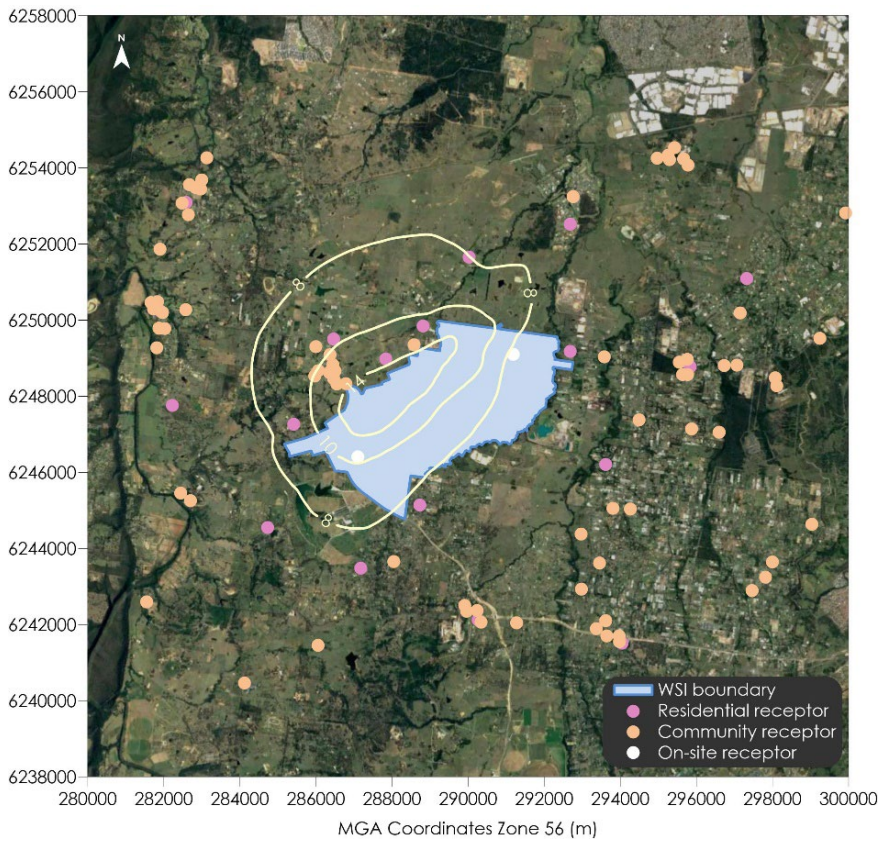 6258000
6256000
6254000
6252000
6250000
6248000
6246000
6244000
6242000
6240000
6238000
N
8
8
14
10
8
WSI boundary
Residential receptor
Community receptor
On-site receptor
280000 282000 284000 286000 288000 290000 292000 294000 296000 298000 300000
MGA Coordinates Zone 56 (m)